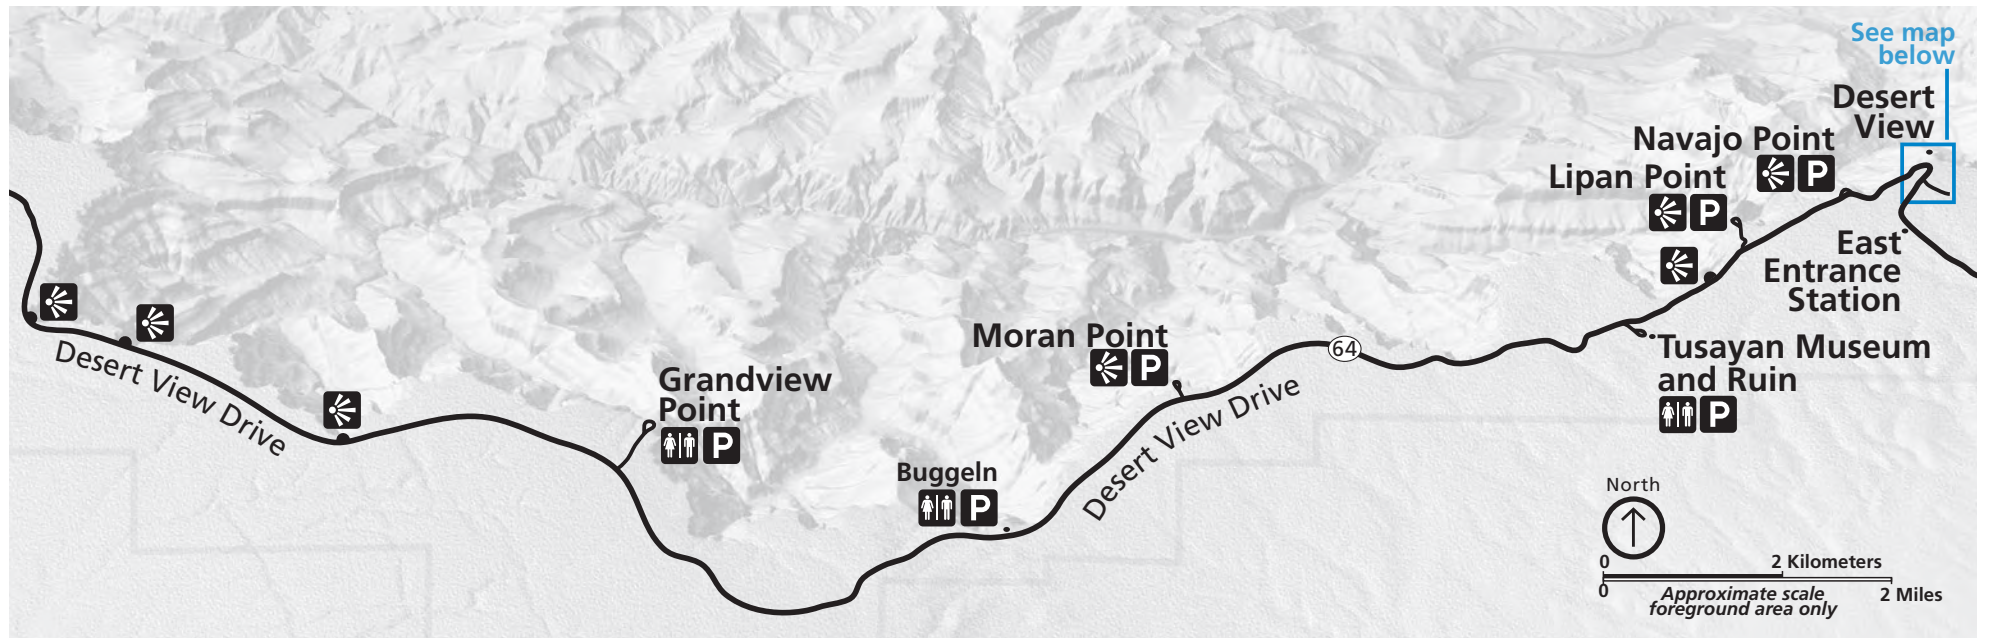 See map
below
Desert
View
Navajo Point
P
Lipan Point
P
East
Entrance
Station
Tusayan Museum
and Ruin
P
Moran Point
P
64
Desert View Drive
Grandview
Point
P
Desert View Drive
Buggeln
P
North
0
2 Kilometers
0
2 Miles
Approximate scale
foreground area only